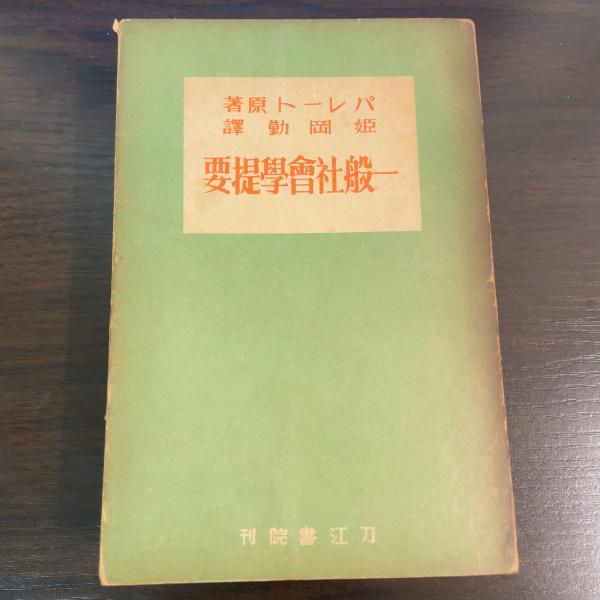 パレート原著
姫岡勤譯
一般社會學提要
刀江書院刊